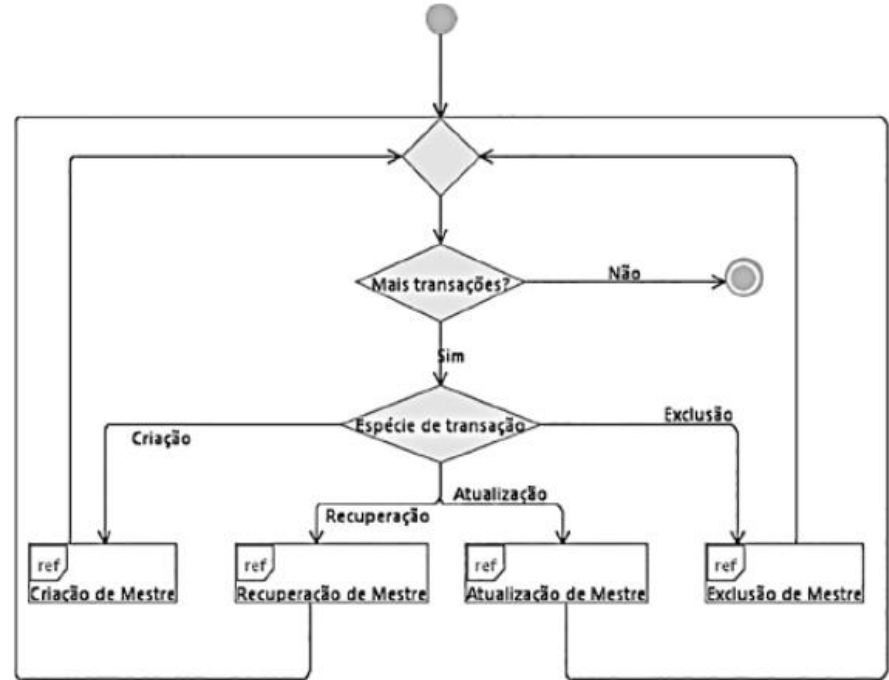 Mais transações?
Não
Sim
Espécie de transação
Criação
Exclusão
Recuperação
Atualização
ref
Criação de Mestre
ref
Recuperação de Mestre
ref
Atualização de Mestre
ref
Exclusão de Mestre